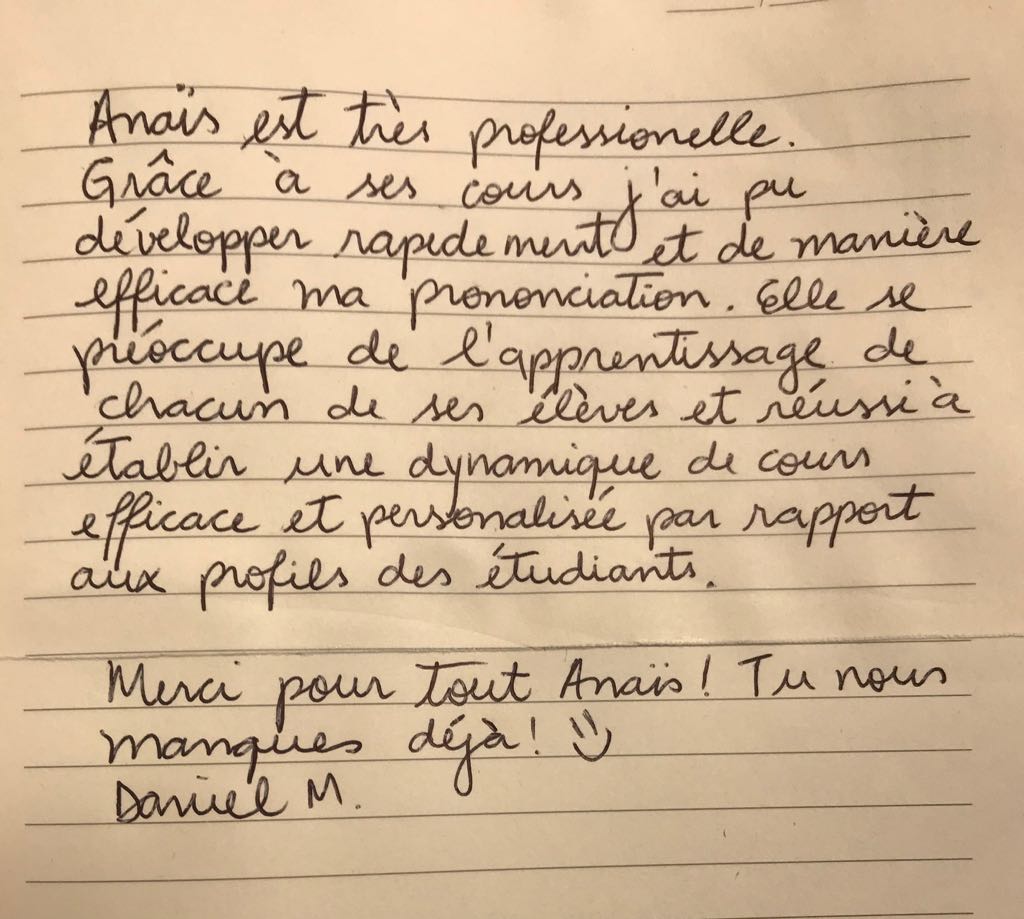 Anaïs est très professionelle.
Grâce à ses cours j'ai pu
développer rapidement et de manière
efficace ma prononciation. Elle se
préoccupe de l'apprentissage de
chacun de ses élèves et réussi à
établir une dynamique de cours
efficace et personalisée par rapport
aux profils des étudiants.
Merci pour tout Anaïs! Tu nous
manques déjà! :)
Daniel M.